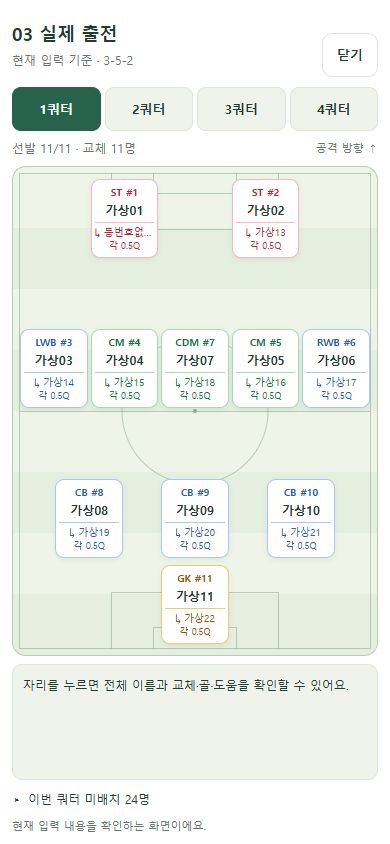 03 실제 출전
현재 입력 기준 · 3-5-2
닫기
1쿼터 2쿼터 3쿼터 4쿼터
선발 11/11 · 교체 11명
공격 방향 ↑
ST #1
가상01
↳ 등번호없...
각 0.5Q
ST #2
가상02
↳ 가상13
각 0.5Q
LWB #3
가상03
↳ 가상14
각 0.5Q
CM #4
가상04
↳ 가상15
각 0.5Q
CDM #7
가상07
↳ 가상18
각 0.5Q
CM #5
가상05
↳ 가상16
각 0.5Q
RWB #6
가상06
↳ 가상17
각 0.5Q
CB #8
가상08
↳ 가상19
각 0.5Q
CB #9
가상09
↳ 가상20
각 0.5Q
CB #10
가상10
↳ 가상21
각 0.5Q
GK #11
가상11
↳ 가상22
각 0.5Q
자리를 누르면 전체 이름과 교체·골·도움을 확인할 수 있어요.
▸ 이번 쿼터 미배치 24명
현재 입력 내용을 확인하는 화면이에요.